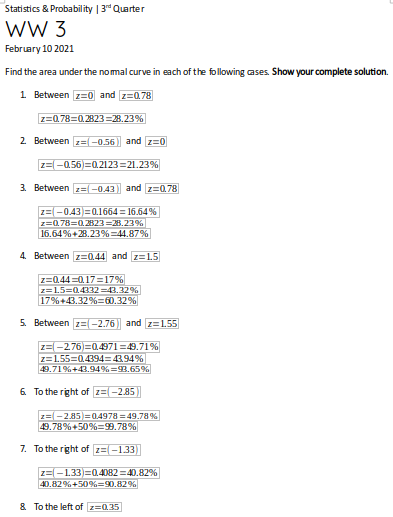 Statistics & Probability | 3rd Quarter
WW 3
February 10 2021
Find the area under the normal curve in each of the following cases. Show your complete solution.
1. Between z=0 and z=0.78
z=0.78=0.2823=28.23%
2. Between z=(−0.56) and z=0
z=(−0.56)=0.2123=21.23%
3. Between z=(−0.43) and z=0.78
z=(−0.43)=0.1664=16.64%
z=0.78=0.2823=28.23%
16.64%+28.23%=44.87%
4. Between z=0.44 and z=1.5
z=0.44=0.17=17%
z=1.5=0.4332=43.32%
17%+43.32%=60.32%
5. Between z=(−2.76) and z=1.55
z=(−2.76)=0.4971=49.71%
z=1.55=0.4394=43.94%
49.71%+43.94%=93.65%
6. To the right of z=(−2.85)
z=(−2.85)=0.4978=49.78%
49.78%+50%=99.78%
7. To the right of z=(−1.33)
z=(−1.33)=0.4082=40.82%
40.82%+50%=90.82%
8. To the left of z=0.35